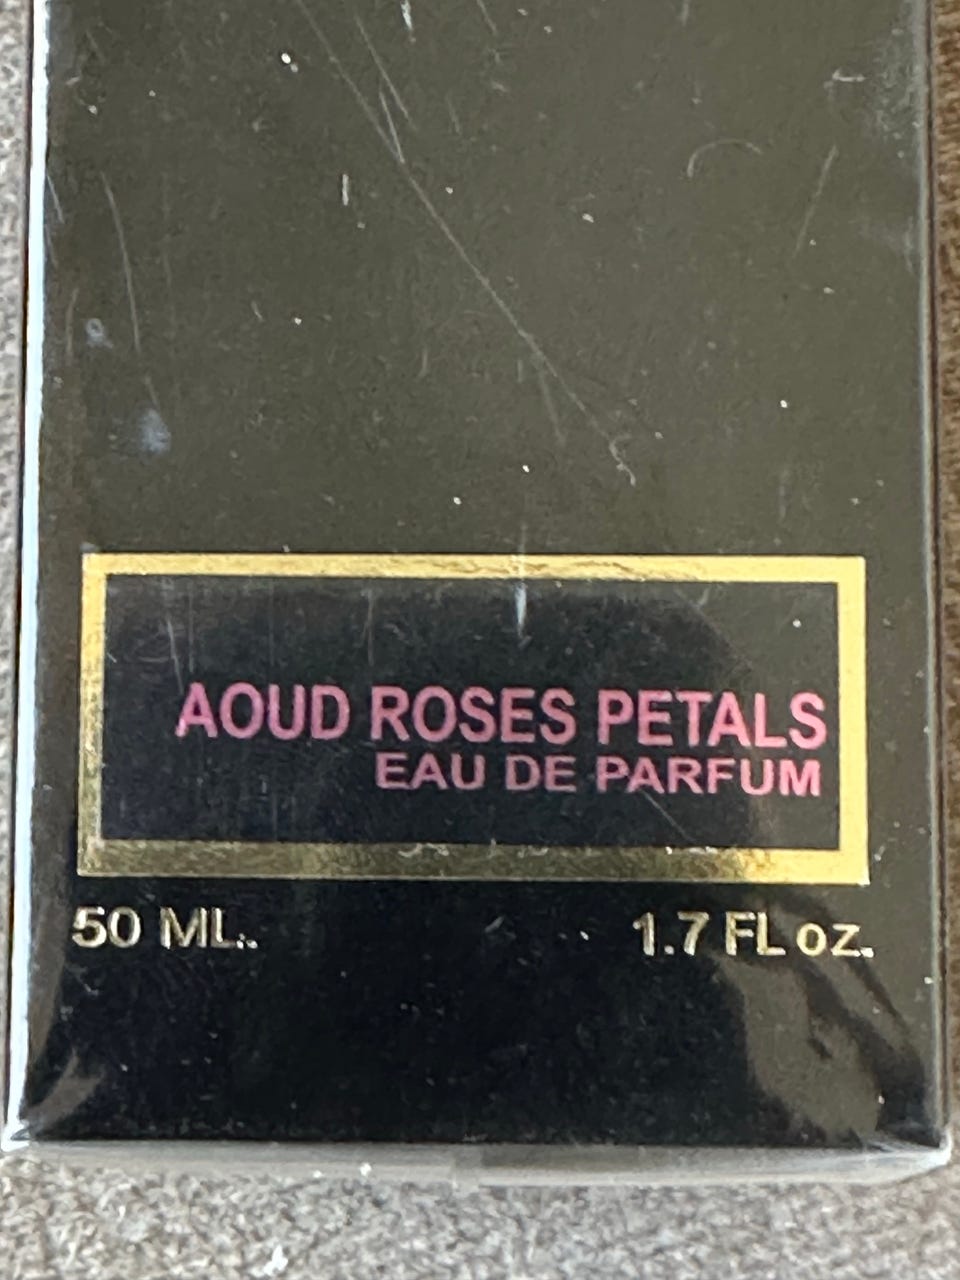 AOUD ROSES PETALS
EAU DE PARFUM
50 ML. 1.7 FL oz.